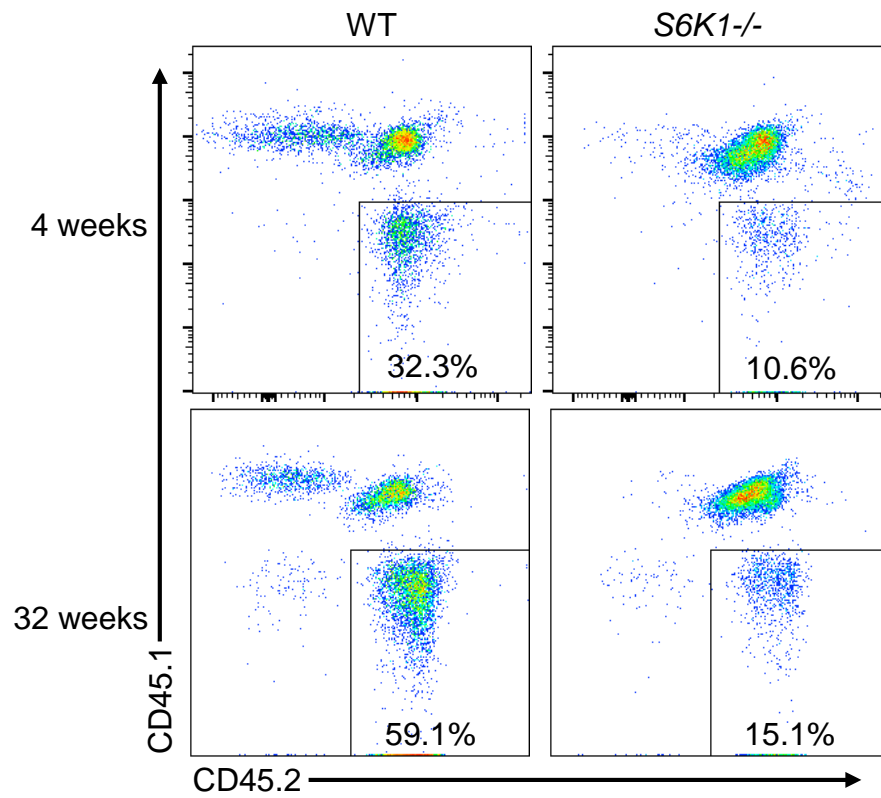 WT
S6K1-/-
4 weeks
32.3%
10.6%
32 weeks
59.1%
15.1%
CD45.1
CD45.2